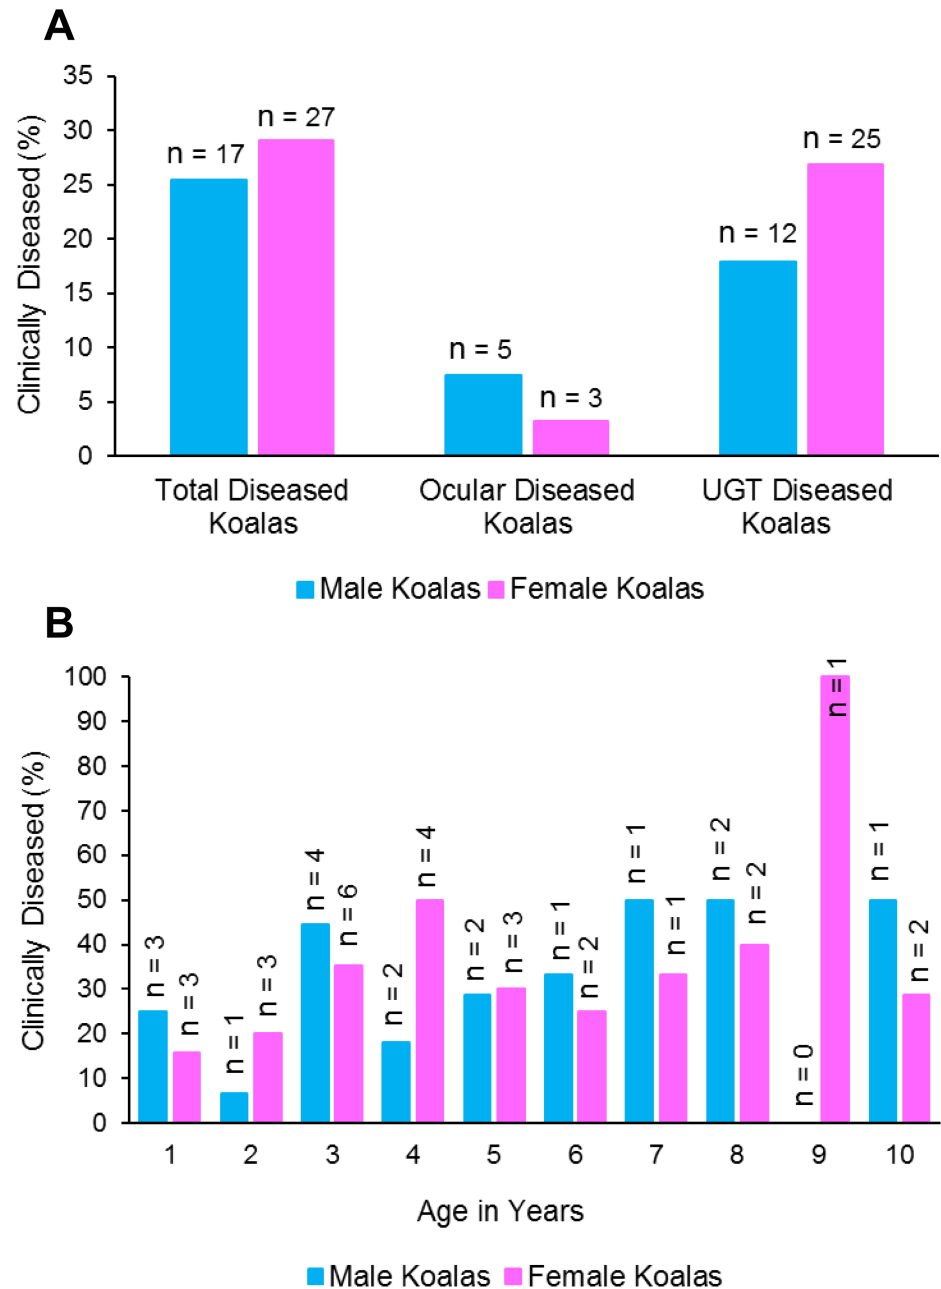 A
Clinically Diseased (%)
35
30
25
20
15
10
5
0
n = 17
n = 27
n = 5
n = 3
n = 12
n = 25
Total Diseased
Koalas
Ocular Diseased
Koalas
UGT Diseased
Koalas
Male Koalas
Female Koalas
B
Clinically Diseased (%)
100
90
80
70
60
50
40
30
20
10
0
n = 3
n = 3
n = 1
n = 3
n = 4
n = 6
n = 2
n = 4
n = 2
n = 3
n = 1
n = 2
n = 1
n = 1
n = 2
n = 2
n = 0
n = 1
n = 1
n = 2
1 2 3 4 5 6 7 8 9 10
Age in Years
Male Koalas
Female Koalas